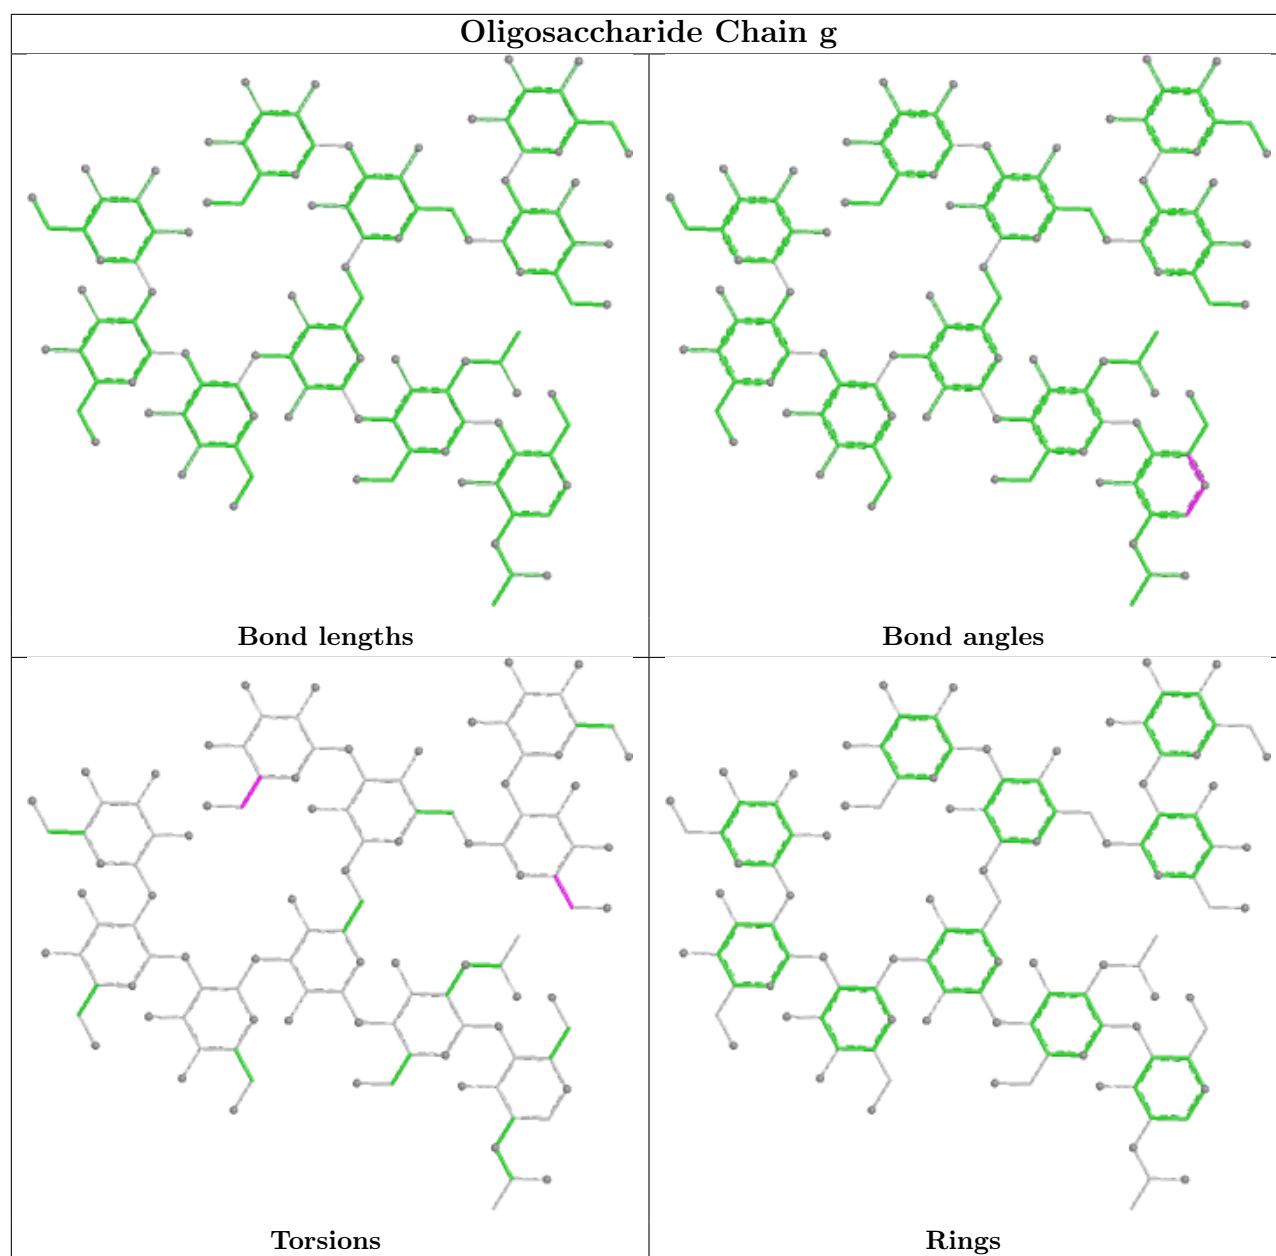 Oligosaccharide Chain g
Bond lengths
Bond angles
Torsions
Rings